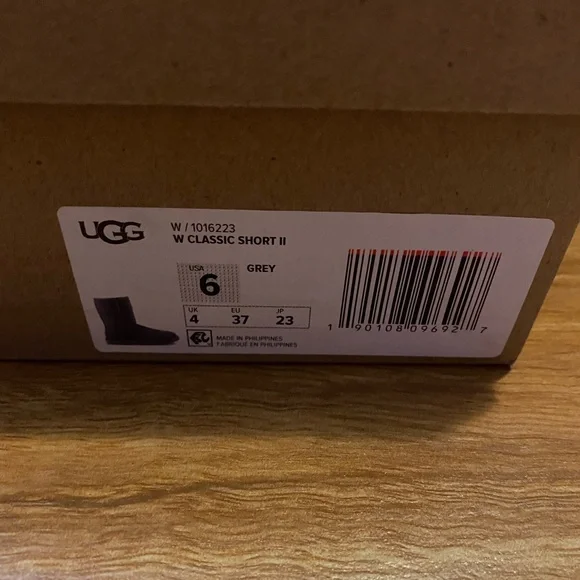 UGG
W / 1016223
W CLASSIC SHORT II
USA
6
GREY
UK EU JP
4 37 23
MADE IN PHILIPPINES
FABRIQUÉ EN PHILIPPINES
1 90108 09692 7